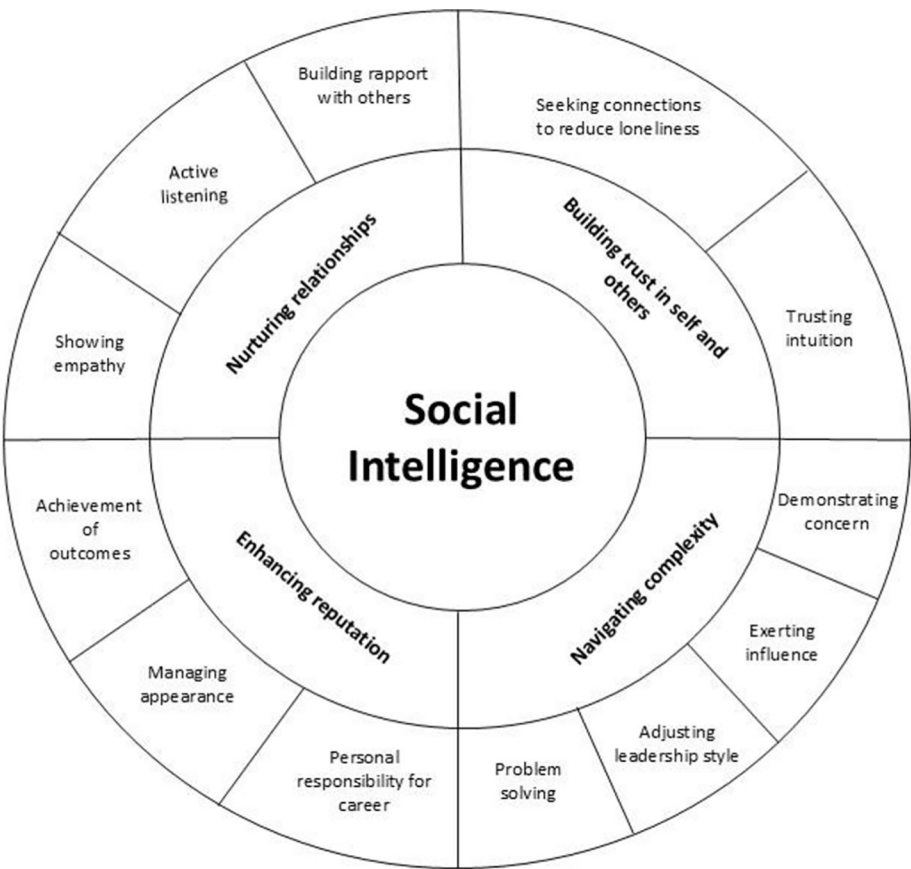 Building rapport
with others
Seeking connections
to reduce loneliness
Active
listening
Nurturing relationships
Building trust in self and
others
Showing
empathy
Trusting
intuition
Social
Intelligence
Achievement
of
outcomes
Enhancing reputation
Navigating complexity
Demonstrating
concern
Managing
appearance
Exerting
influence
Personal
responsibility for
career
Problem
solving
Adjusting
leadership style